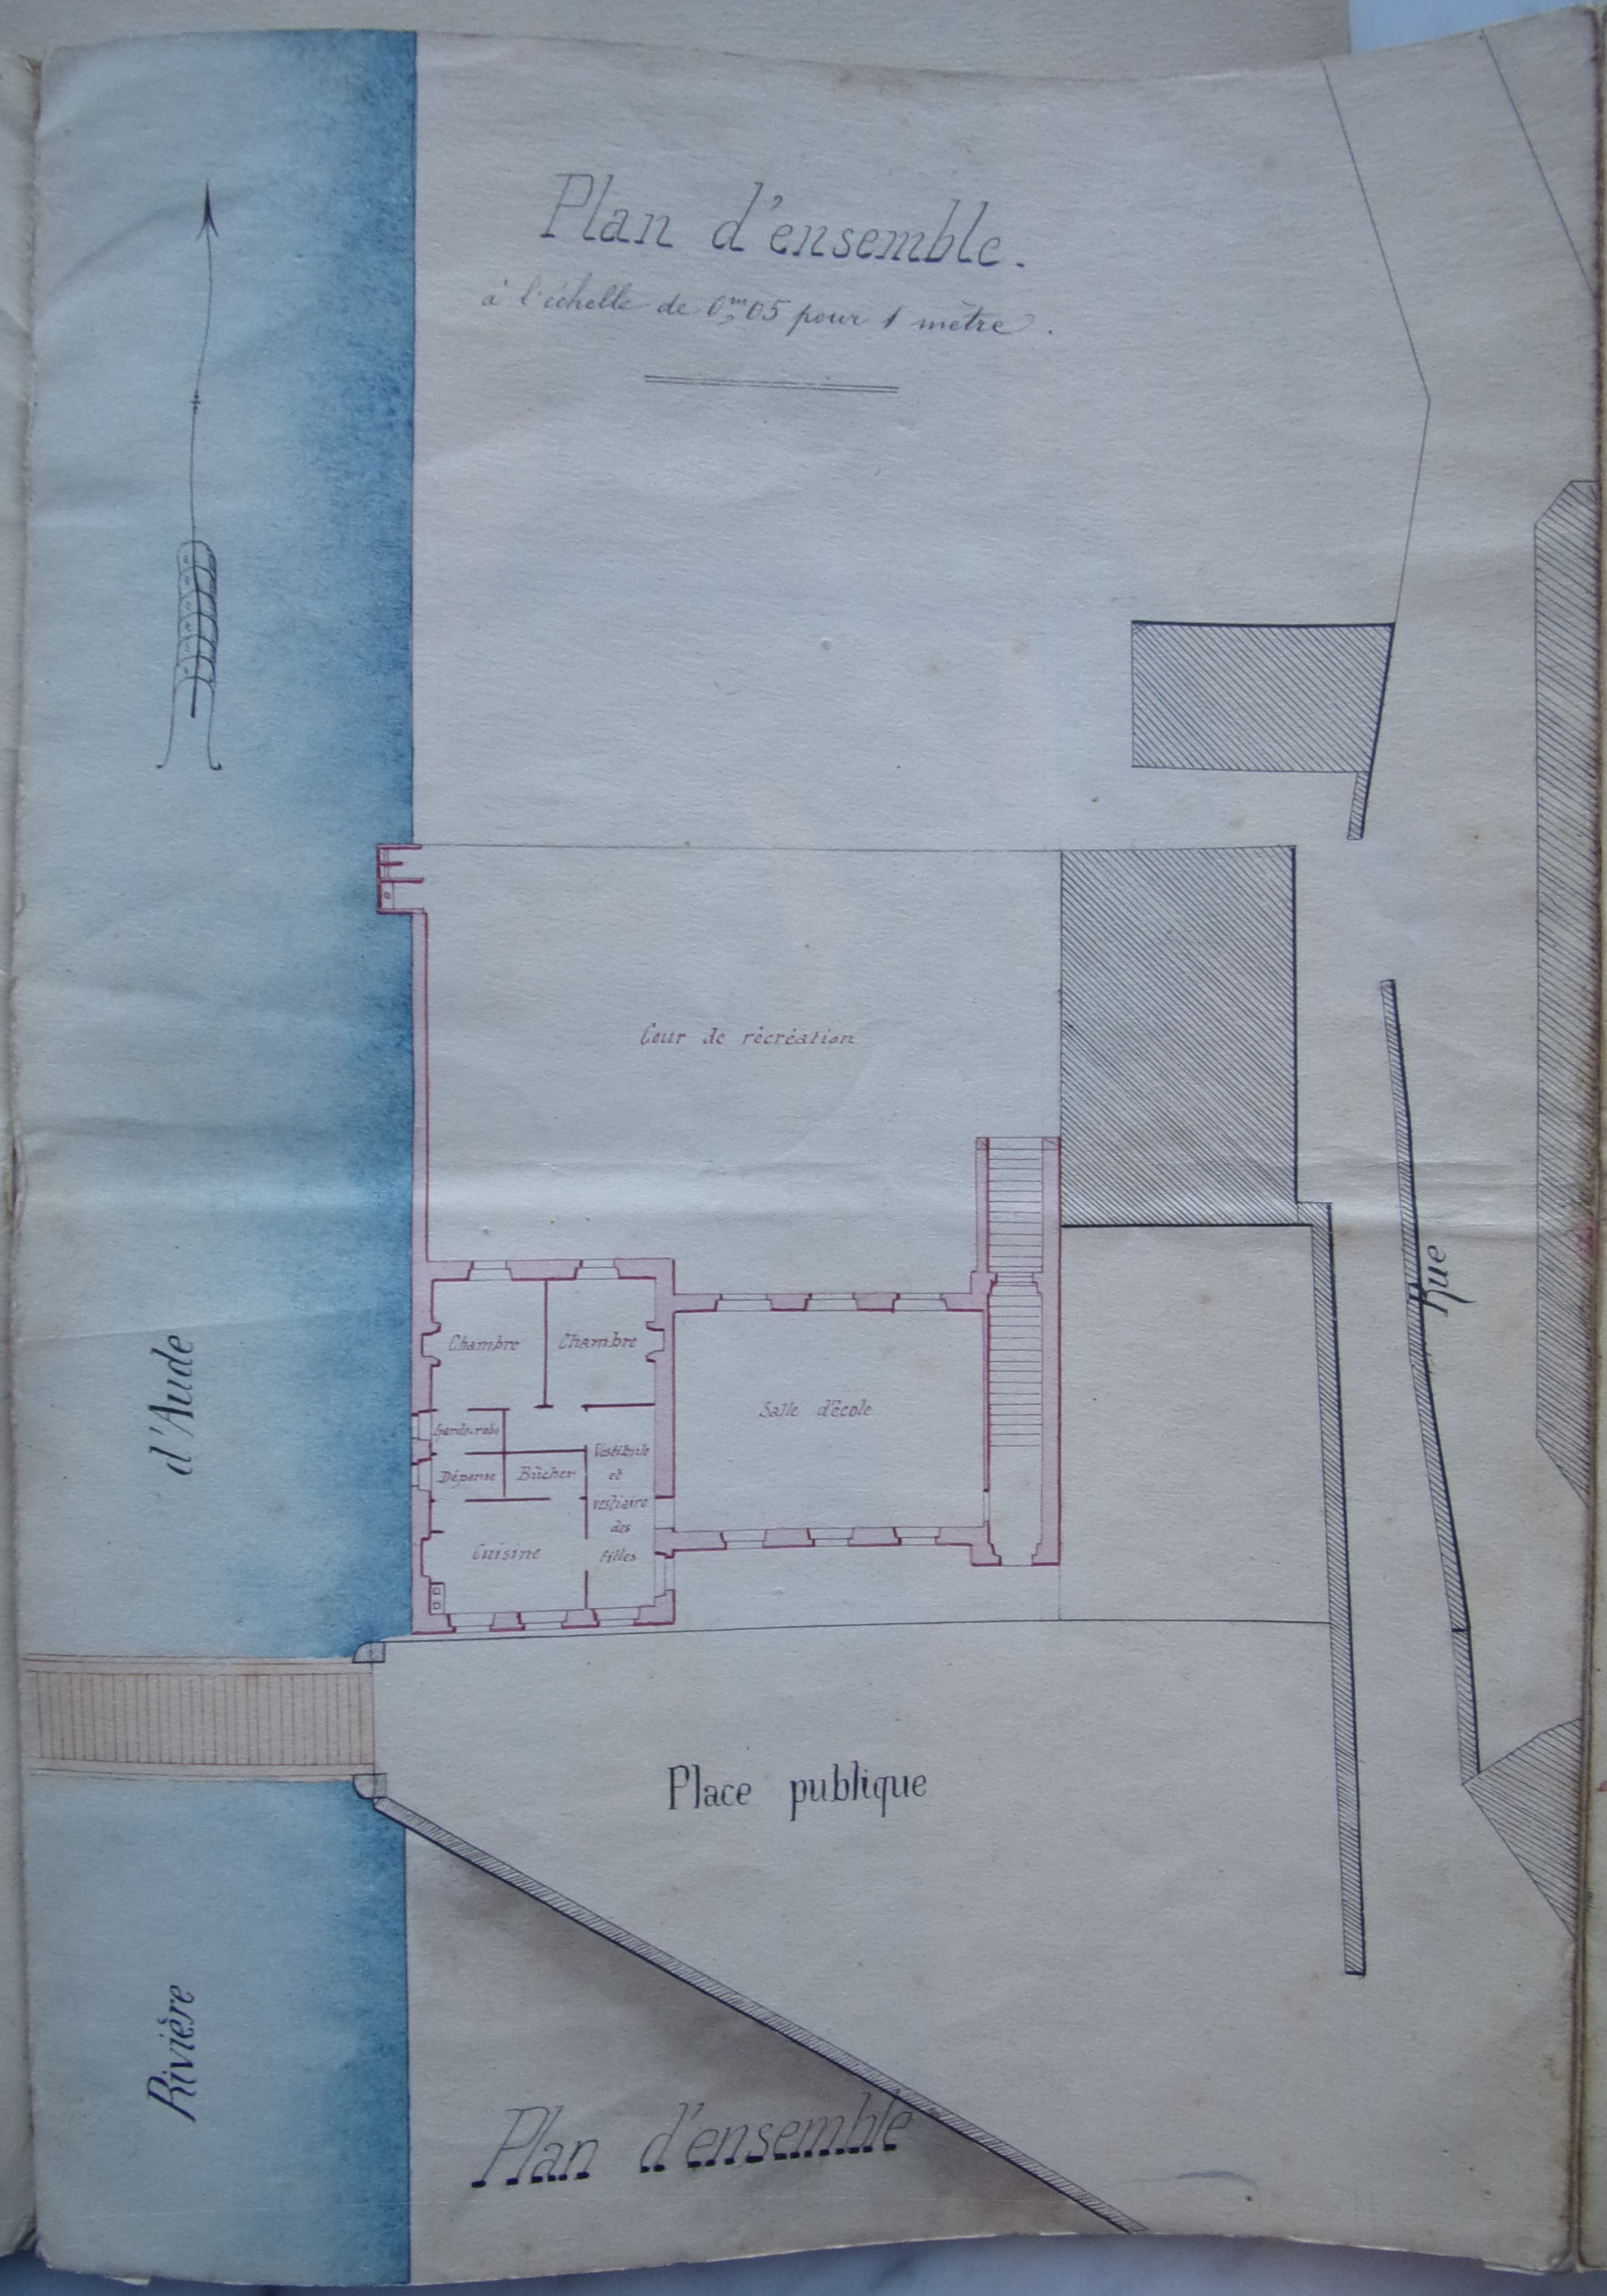 Plan d'ensemble.
à l'échelle de 0,ᵐ05 pour 1 mètre.
Cour de récréation
Chambre
Chambre
Garde-robe
Dépense
Bûcher
Vestibule
et
vestiaire
des
filles
Cuisine
Salle d'école
Rue
Rivière d'Aude
Place publique
Plan d'ensemble